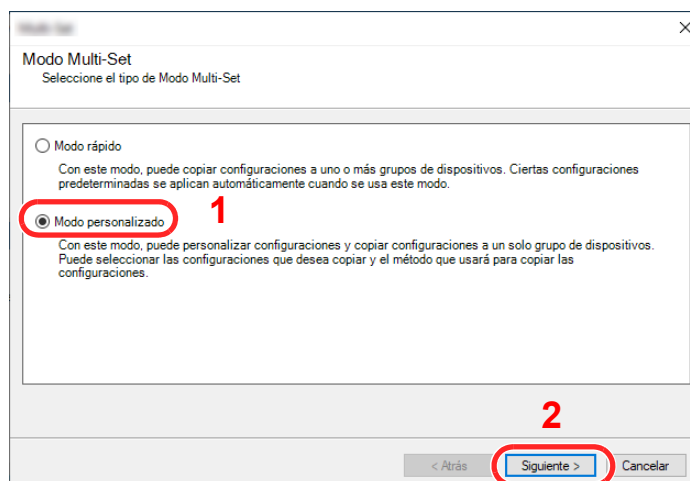 Modo Multi-Set
Seleccione el tipo de Modo Multi-Set
Modo rápido
Con este modo, puede copiar configuraciones a uno o más grupos de dispositivos. Ciertas configuraciones
predeterminadas se aplican automáticamente cuando se usa este modo.
1
Modo personalizado
Con este modo, puede personalizar configuraciones y copiar configuraciones a un solo grupo de dispositivos.
Puede seleccionar las configuraciones que desea copiar y el método que usará para copiar las
configuraciones.
2
< Atrás Siguiente > Cancelar